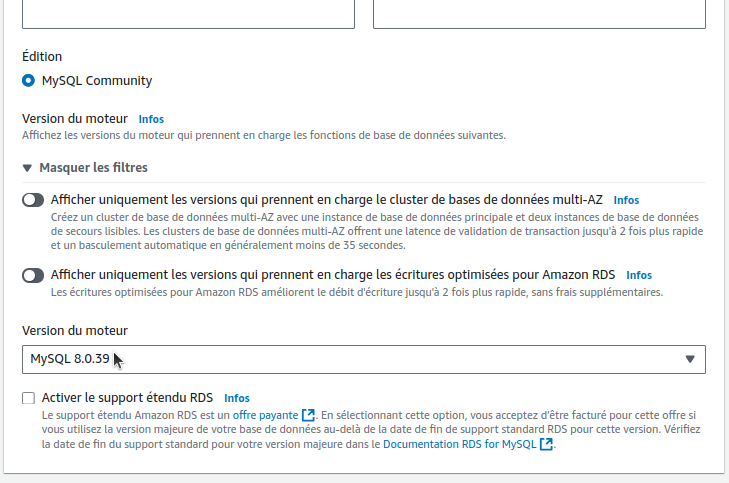 Édition
MySQL Community
Version du moteur Infos
Affichez les versions du moteur qui prennent en charge les fonctions de base de données suivantes.
Masquer les filtres
Afficher uniquement les versions qui prennent en charge le cluster de bases de données multi-AZ Infos
Créez un cluster de base de données multi-AZ avec une instance de base de données principale et deux instances de base de données
de secours lisibles. Les clusters de base de données multi-AZ offrent une latence de validation de transaction jusqu'à 2 fois plus rapide
et un basculement automatique en généralement moins de 35 secondes.
Afficher uniquement les versions qui prennent en charge les écritures optimisées pour Amazon RDS Infos
Les écritures optimisées pour Amazon RDS améliorent le débit d'écriture jusqu'à 2 fois plus rapide, sans frais supplémentaires.
Version du moteur
MySQL 8.0.39
Activer le support étendu RDS Infos
Le support étendu Amazon RDS est un offre payante. En sélectionnant cette option, vous acceptez d'être facturé pour cette offre si
vous utilisez la version majeure de votre base de données au-delà de la date de fin de support standard RDS pour cette version. Vérifiez
la date de fin du support standard pour votre version majeure dans le Documentation RDS for MySQL.